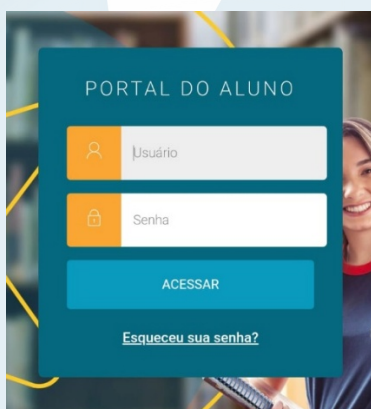 PORTAL DO ALUNO
Usuário
Senha
ACESSAR
Esqueceu sua senha?